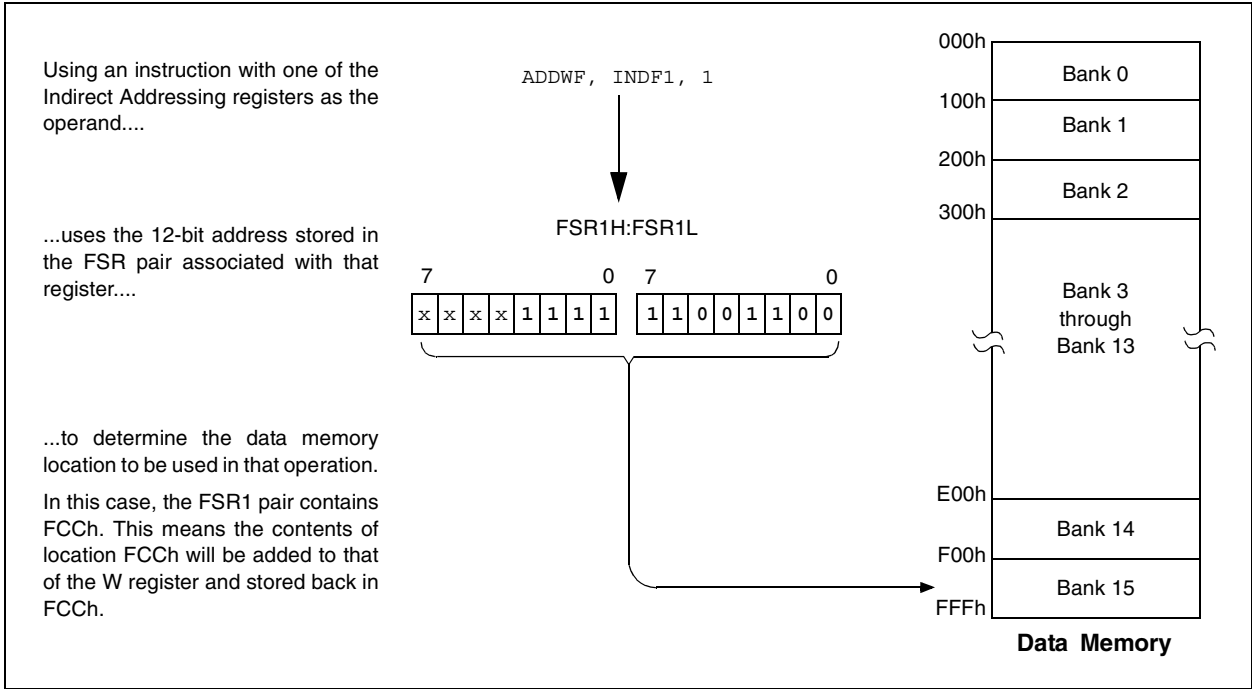 Using an instruction with one of the
Indirect Addressing registers as the
operand....
ADDWF, INDF1, 1
...uses the 12-bit address stored in
the FSR pair associated with that
register....
FSR1H:FSR1L
7 0 7 0
x x x x 1 1 1 1 1 1 0 0 1 1 0 0
...to determine the data memory
location to be used in that operation.
In this case, the FSR1 pair contains
FCCh. This means the contents of
location FCCh will be added to that
of the W register and stored back in
FCCh.
000h
Bank 0
100h
Bank 1
200h
Bank 2
300h
Bank 3
through
Bank 13
E00h
Bank 14
F00h
Bank 15
FFFh
Data Memory